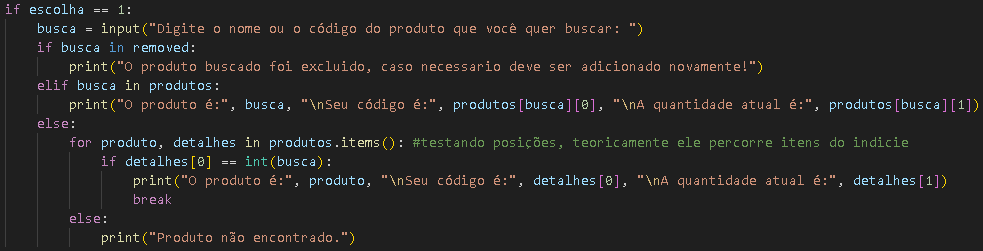 if escolha == 1:
    busca = input("Digite o nome ou o código do produto que você quer buscar: ")
    if busca in removed:
        print("O produto buscado foi excluido, caso necessario deve ser adicionado novamente!")
    elif busca in produtos:
        print("O produto é:", busca, "\nSeu código é:", produtos[busca][0], "\nA quantidade atual é:", produtos[busca][1])
    else:
        for produto, detalhes in produtos.items(): #testando posições, teoricamente ele percorre itens do indicie
            if detalhes[0] == int(busca):
                print("O produto é:", produto, "\nSeu código é:", detalhes[0], "\nA quantidade atual é:", detalhes[1])
                break
        else:
            print("Produto não encontrado.")